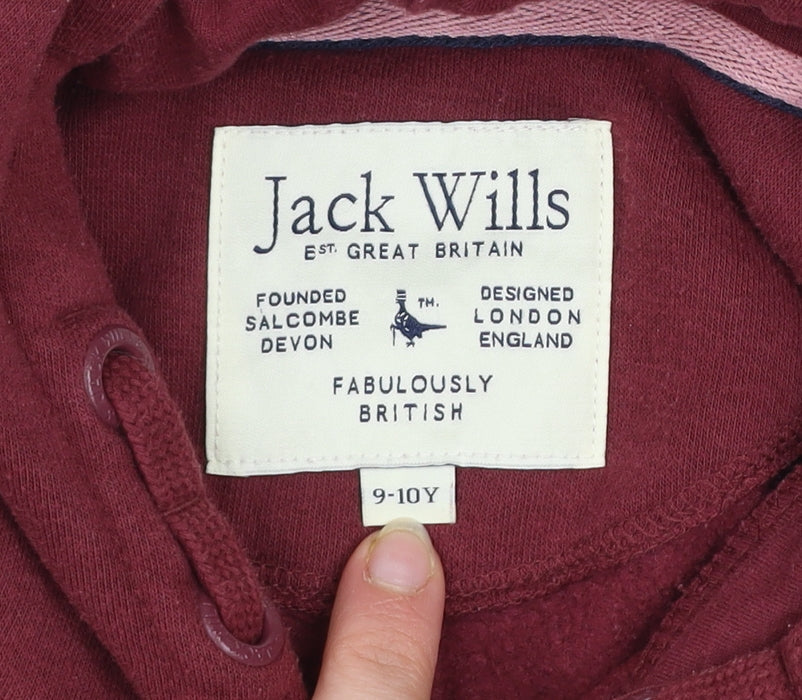 Jack Wills
EST. GREAT BRITAIN
FOUNDED
SALCOMBE
DEVON
TM.
DESIGNED
LONDON
ENGLAND
FABULOUSLY
BRITISH
9-10Y